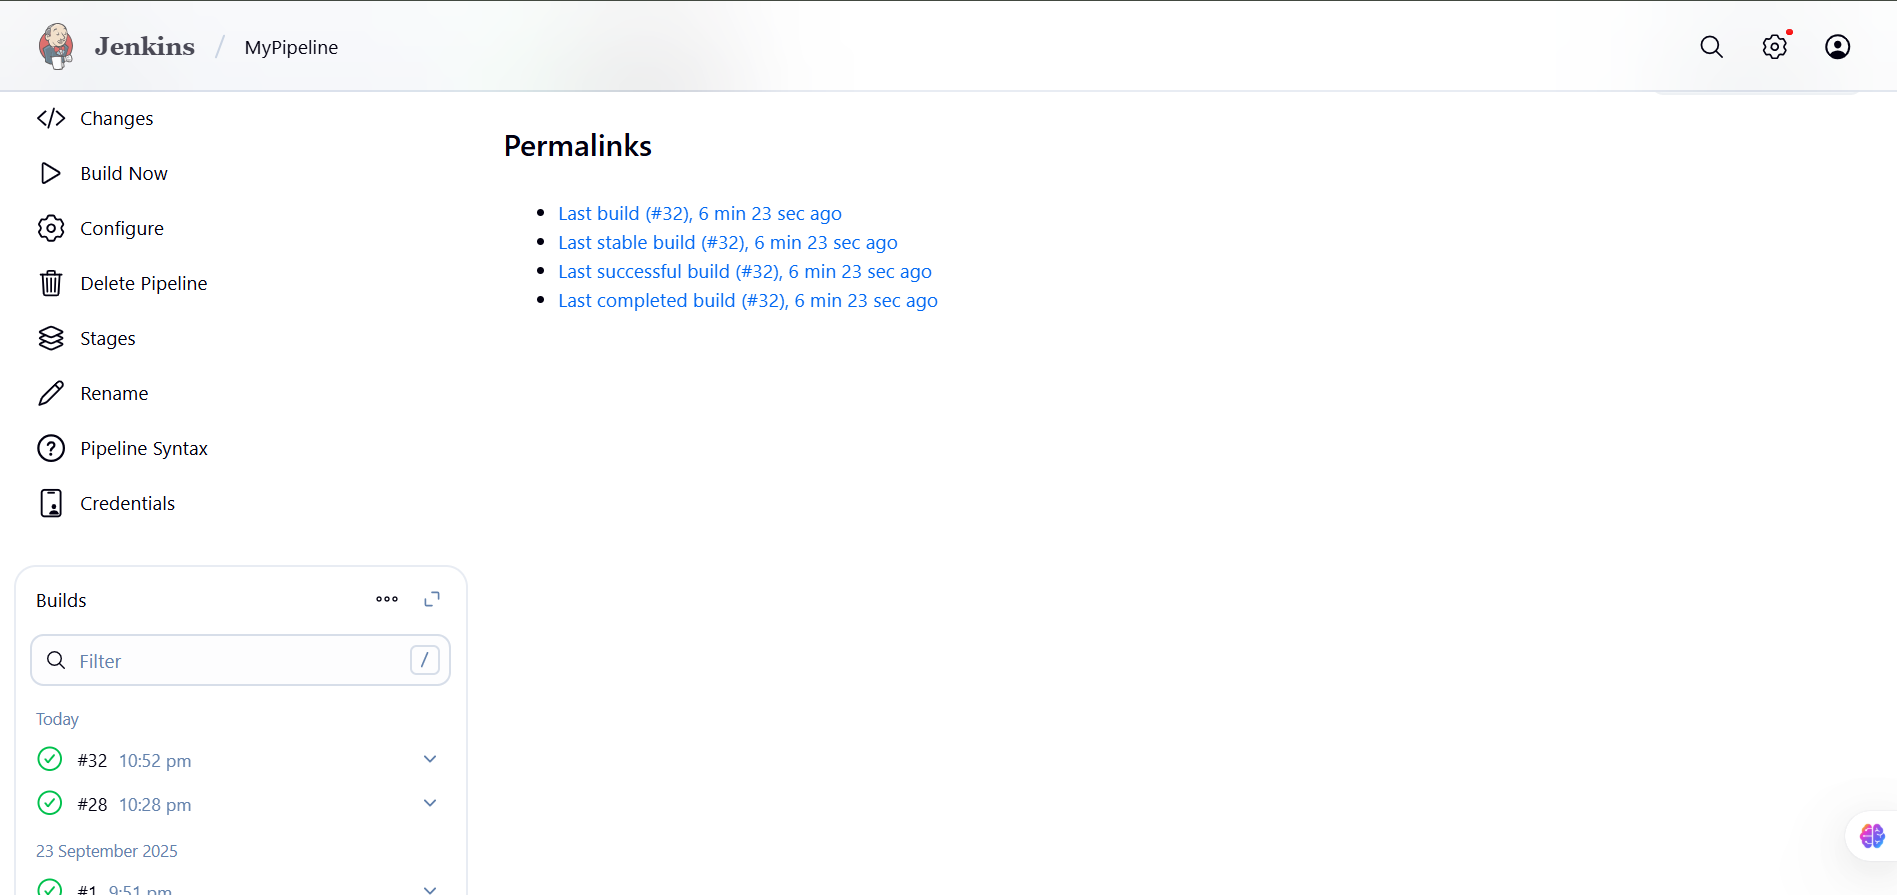 Jenkins / MyPipeline
Changes
Build Now
Configure
Delete Pipeline
Stages
Rename
Pipeline Syntax
Credentials
Permalinks
Last build (#32), 6 min 23 sec ago
Last stable build (#32), 6 min 23 sec ago
Last successful build (#32), 6 min 23 sec ago
Last completed build (#32), 6 min 23 sec ago
Builds
Filter /
Today
#32 10:52 pm
#28 10:28 pm
23 September 2025
#1 9:51 pm